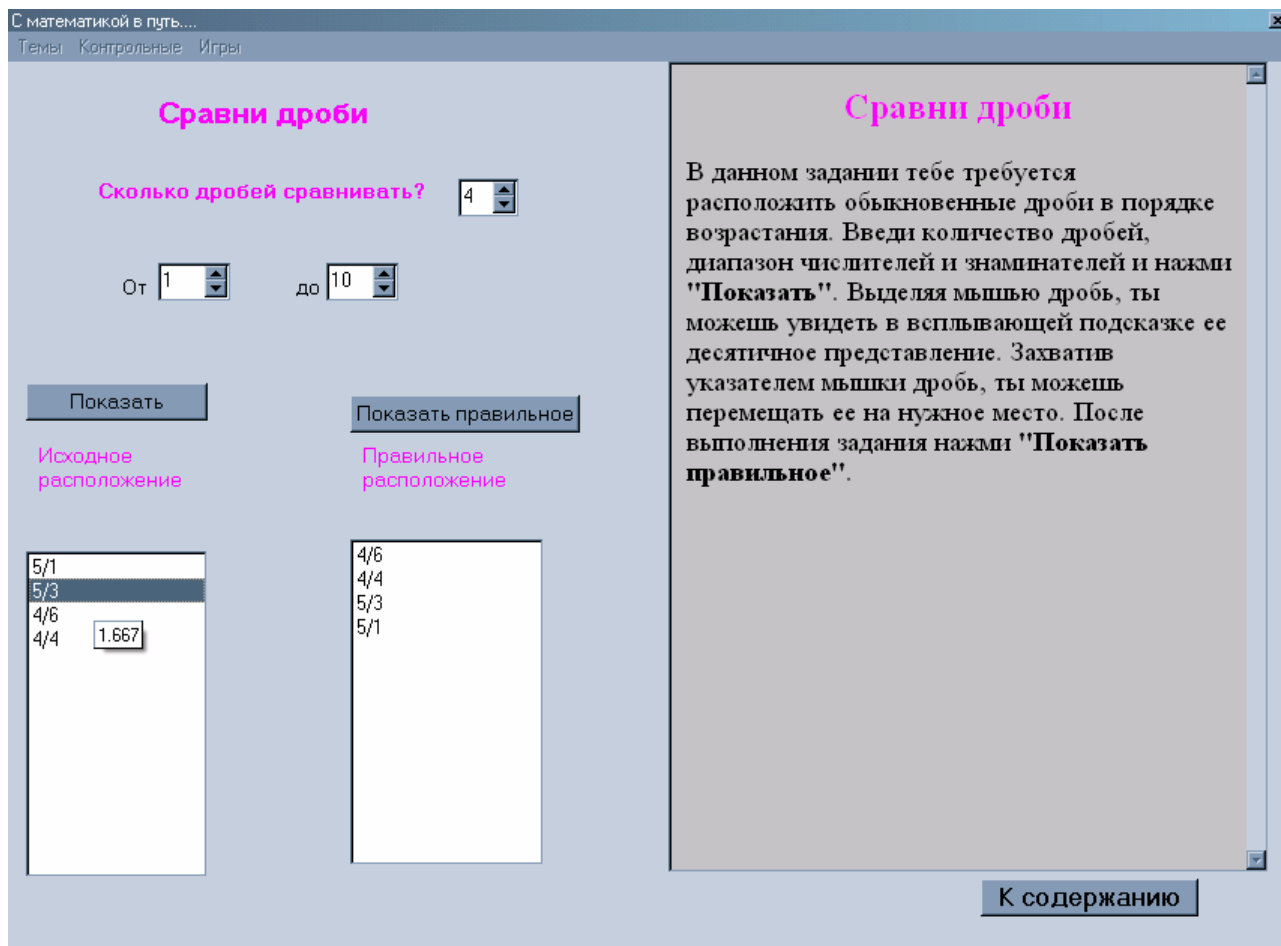 С математикой в путь....
Темы Контрольные Игры
Сравни дроби
Сколько дробей сравнивать? 4
От 1 до 10
Показать
Показать правильное
Исходное
расположение
Правильное
расположение
5/1
5/3
4/6
4/4
1.667
4/6
4/4
5/3
5/1
Сравни дроби
В данном задании тебе требуется
расположить обыкновенные дроби в порядке
возрастания. Введи количество дробей,
диапазон числителей и знаминателей и нажми
"Показать". Выделяя мышью дробь, ты
можешь увидеть в всплывающей подсказке ее
десятичное представление. Захватив
указателем мышки дробь, ты можешь
перемещать ее на нужное место. После
выполнения задания нажми "Показать
правильное".
К содержанию